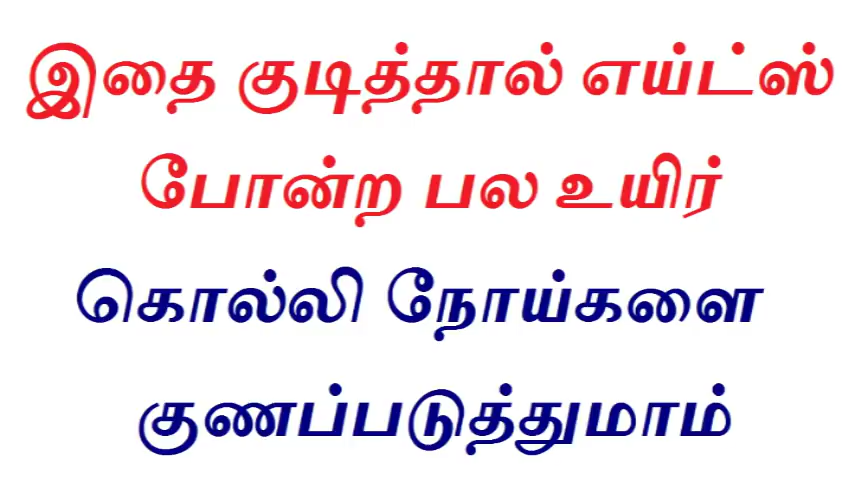 இதை குடித்தால் எய்ட்ஸ்
போன்ற பல உயிர்
கொல்லி நோய்களை
குணப்படுத்துமாம்